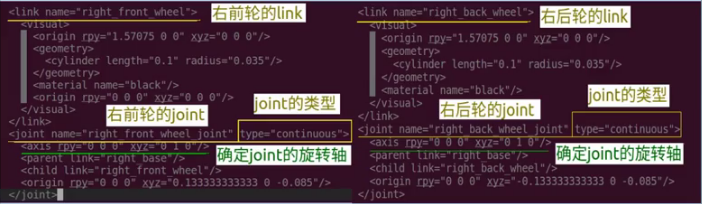 <link name="right_front_wheel"> 右前轮的link
<visual>
<origin rpy="1.57075 0 0" xyz="0 0 0"/>
<geometry>
<cylinder length="0.1" radius="0.035"/>
</geometry>
<material name="black"/>
<origin rpy="0 0 0" xyz="0 0 0"/>
</visual>
</link>
右前轮的joint
joint的类型
<joint name="right_front_wheel_joint" type="continuous">
<axis rpy="0 0 0" xyz="0 1 0"/>
确定joint的旋转轴
<parent link="right_base"/>
<child link="right_front_wheel"/>
<origin rpy="0 0 0" xyz="0.133333333333 0 -0.085"/>
</joint>
<link name="right_back_wheel"> 右后轮的link
<visual>
<origin rpy="1.57075 0 0" xyz="0 0 0"/>
<geometry>
<cylinder length="0.1" radius="0.035"/>
</geometry>
<material name="black"/>
<origin rpy="0 0 0" xyz="0 0 0"/>
</visual>
</link>
右后轮的joint
joint的类型
<joint name="right_back_wheel_joint" type="continuous">
<axis rpy="0 0 0" xyz="0 1 0"/>
确定joint的旋转轴
<parent link="right_base"/>
<child link="right_back_wheel"/>
<origin rpy="0 0 0" xyz="-0.133333333333 0 -0.085"/>
</joint>